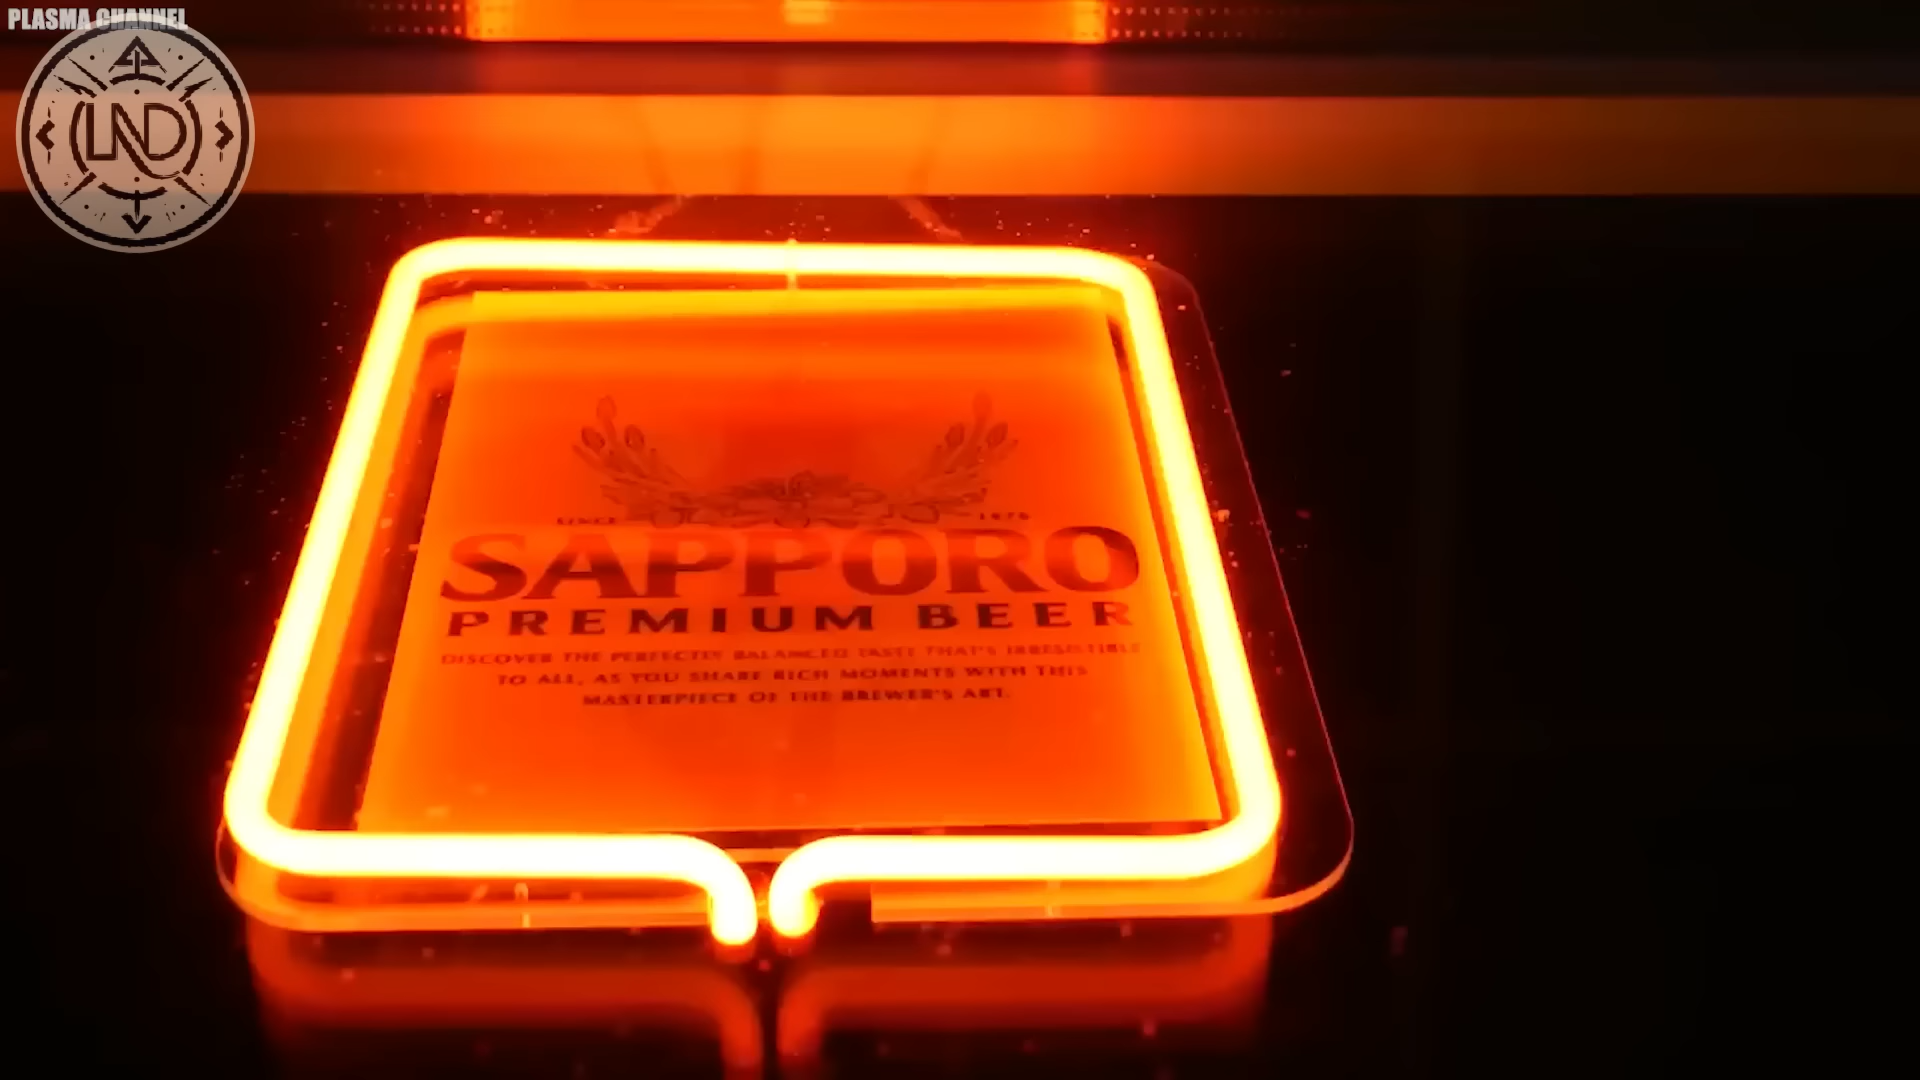 PLASMA CHANNEL
LND
SINCE 1876
SAPPORO
PREMIUM BEER
DISCOVER THE PERFECTLY BALANCED TASTE THAT'S IRRESISTIBLE
TO ALL, AS YOU SHARE RICH MOMENTS WITH THIS
MASTERPIECE OF THE BREWER'S ART.